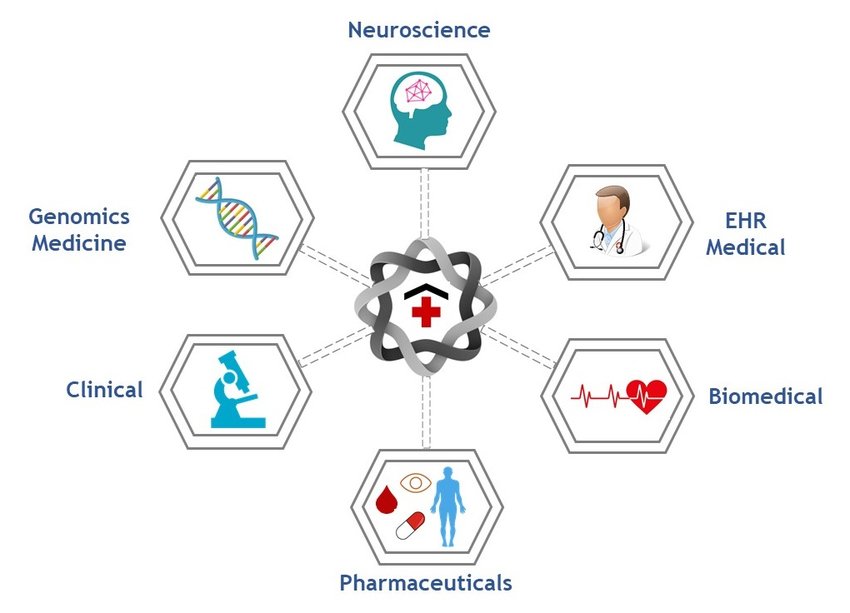 Neuroscience
Genomics
Medicine
EHR
Medical
Clinical
Biomedical
Pharmaceuticals